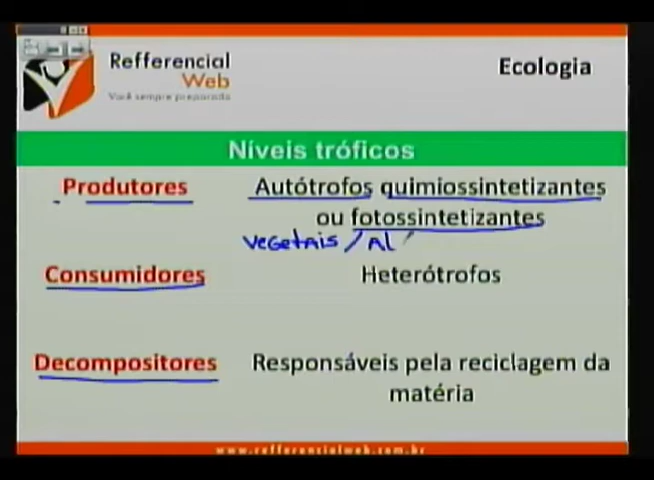 Refferencial
Web
Você sempre preparado
Ecologia
Níveis tróficos
Produtores
Autótrofos quimiossintetizantes
ou fotossintetizantes
vegetais / Al
Consumidores
Heterótrofos
Decompositores
Responsáveis pela reciclagem da
matéria
www.refferencialweb.com.br